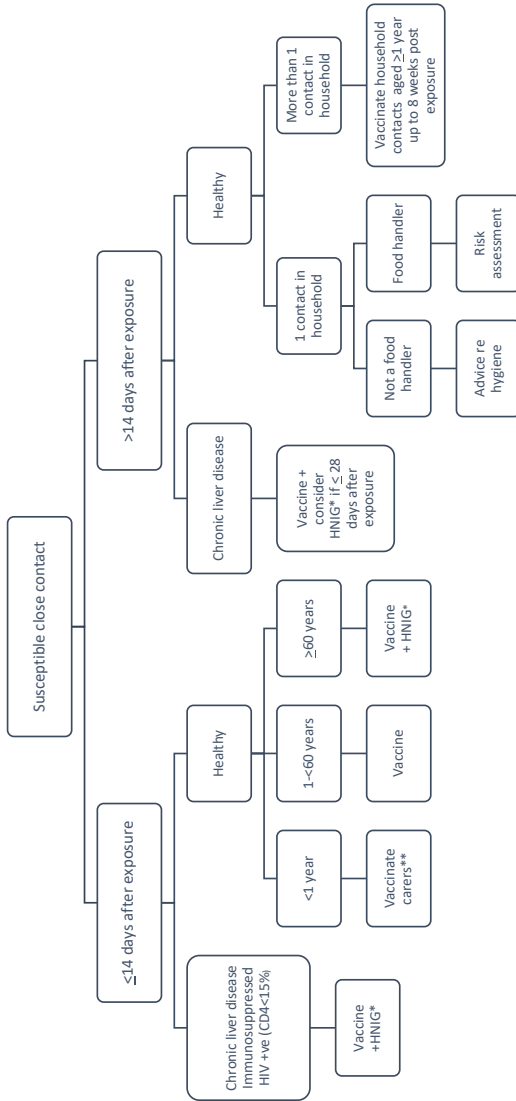 Susceptible close contact
≤14 days after exposure
>14 days after exposure
Chronic liver disease
Immunosuppressed
HIV +ve (CD4<15%)
Healthy
Chronic liver disease
Healthy
Vaccine
+HNIG*
<1 year
1-<60 years
≥60 years
Vaccine +
consider
HNIG* if ≤ 28
days after
exposure
1 contact in
household
More than 1
contact in
household
Vaccinate
carers**
Vaccine
Vaccine
+ HNIG*
Not a food
handler
Food handler
Vaccinate household
contacts aged ≥1 year
up to 8 weeks post
exposure
Advice re
hygiene
Risk
assessment